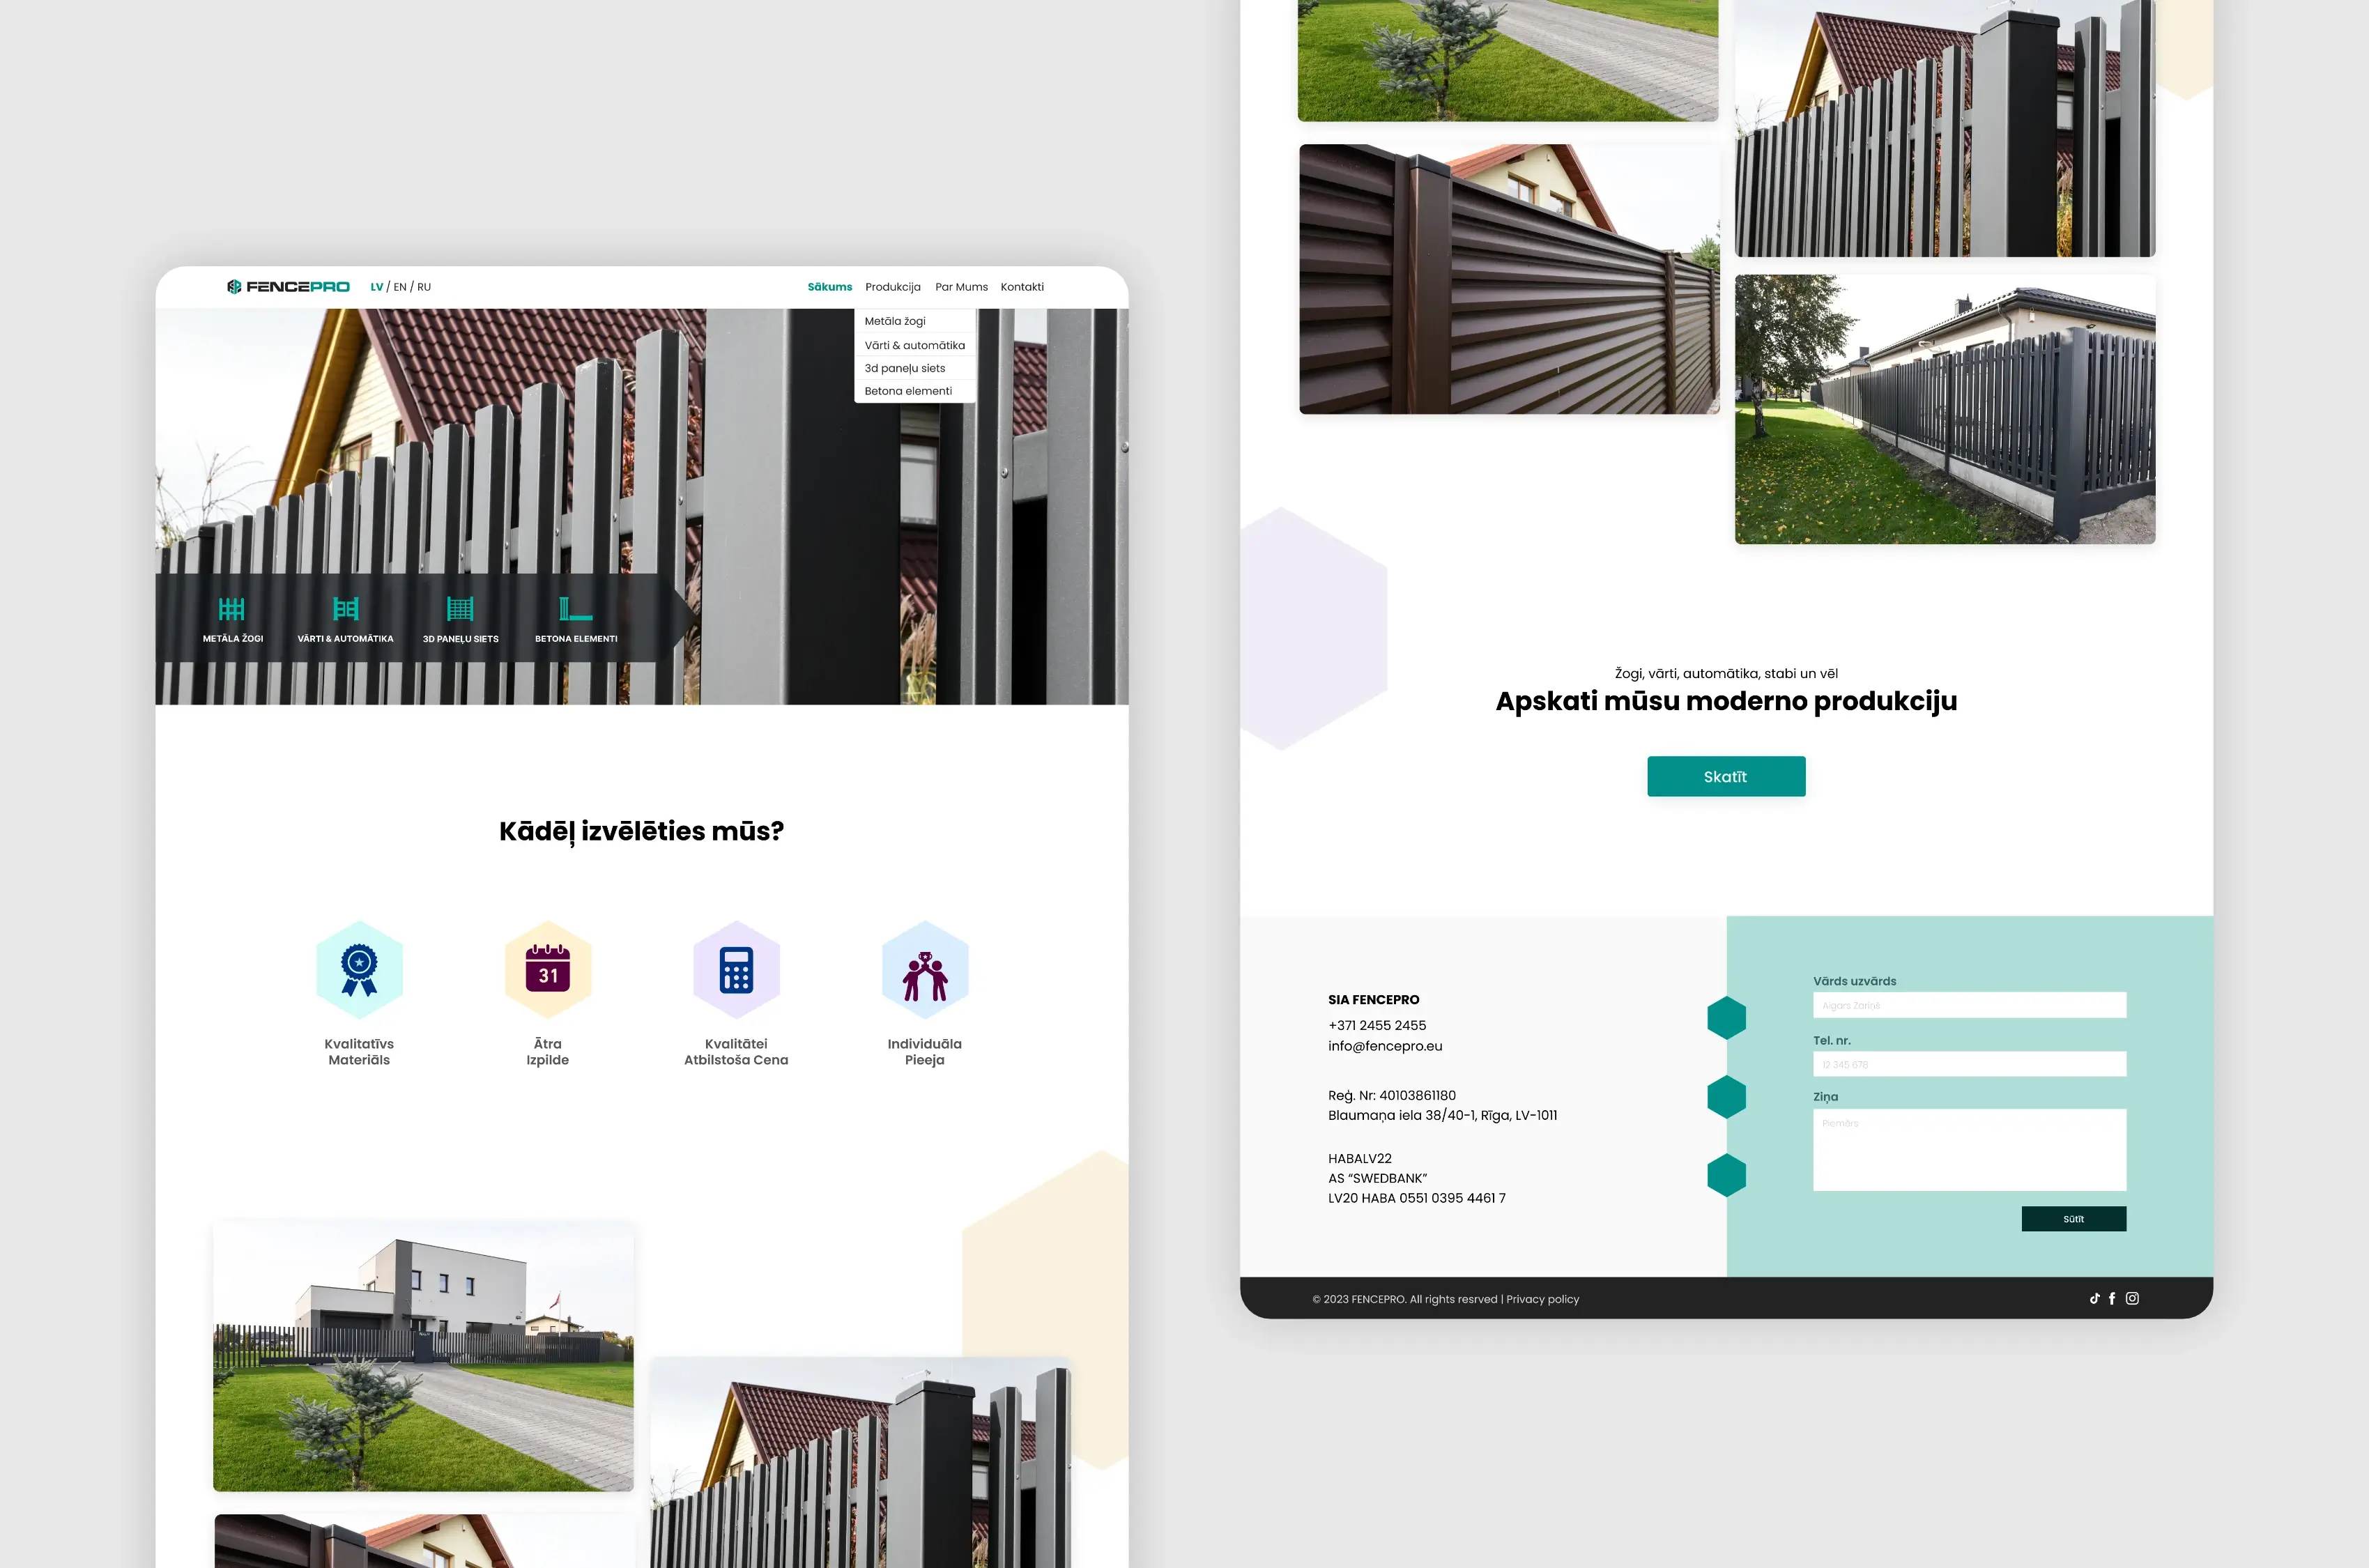 FENCEPRO LV / EN / RU Sākums Produkcija Par Mums Kontakti
Metāla žogi
Vārti & automātika
3d paneļu siets
Betona elementi
METĀLA ŽOGI VĀRTI & AUTOMĀTIKA 3D PANEĻU SIETS BETONA ELEMENTI
Kādēļ izvēlēties mūs?
31
Kvalitatīvs
Materiāls
Ātra
Izpilde
Kvalitātei
Atbilstoša Cena
Individuāla
Pieeja
Žogi, vārti, automātika, stabi un vēl
Apskati mūsu moderno produkciju
Skatīt
SIA FENCEPRO
+371 2455 2455
info@fencepro.eu
Reģ. Nr: 40103861180
Blaumaņa iela 38/40-1, Rīga, LV-1011
HABALV22
AS “SWEDBANK”
LV20 HABA 0551 0395 4461 7
Vārds uzvārds
Aigars Zariņš
Tel. nr.
12 345 678
Ziņa
Piemērs
Sūtīt
© 2023 FENCEPRO. All rights resrved | Privacy policy